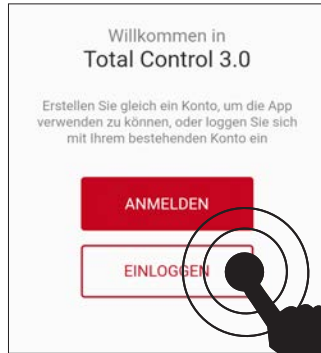 Willkommen in
Total Control 3.0
Erstellen Sie gleich ein Konto, um die App
verwenden zu können, oder loggen Sie sich
mit Ihrem bestehenden Konto ein
ANMELDEN
EINLOGGEN